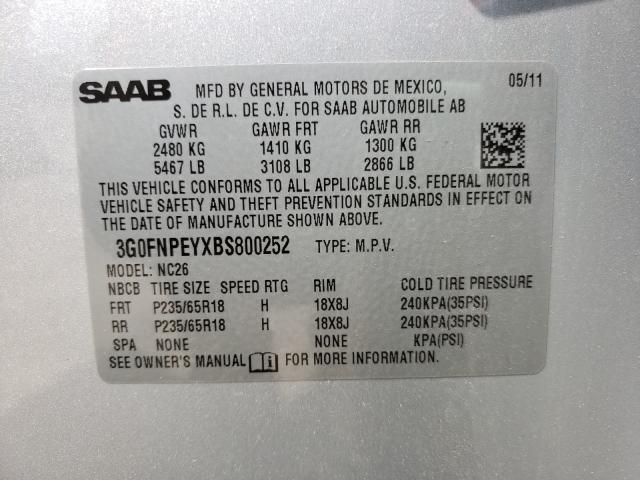 SAAB MFD BY GENERAL MOTORS DE MEXICO, 05/11
S. DE R.L. DE C.V. FOR SAAB AUTOMOBILE AB
GVWR GAWR FRT GAWR RR
2480 KG 1410 KG 1300 KG
5467 LB 3108 LB 2866 LB
THIS VEHICLE CONFORMS TO ALL APPLICABLE U.S. FEDERAL MOTOR
VEHICLE SAFETY AND THEFT PREVENTION STANDARDS IN EFFECT ON
THE DATE OF MANUFACTURE SHOWN ABOVE.
3G0FNPEYXBS800252 TYPE: M.P.V.
MODEL: NC26
NBCB TIRE SIZE SPEED RTG RIM COLD TIRE PRESSURE
FRT P235/65R18 H 18X8J 240KPA(35PSI)
RR P235/65R18 H 18X8J 240KPA(35PSI)
SPA NONE NONE KPA(PSI)
SEE OWNER'S MANUAL FOR MORE INFORMATION.